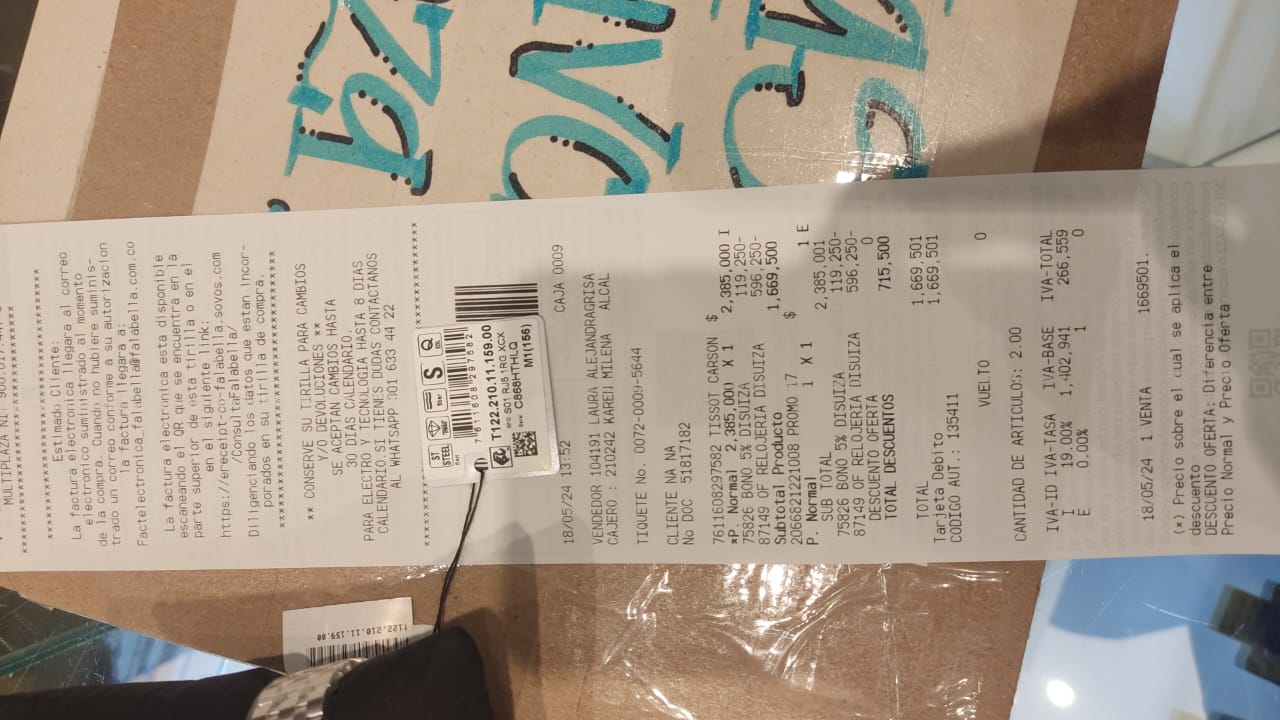 MULTIPLAZA NI:
****************************************
Estimado Cliente:
La factura electronica llegara al correo
electronico suministrado al momento
de la compra. Cuando no hubiere suminis-
trado un correo conforme a su autorizacion
la factura llegara a:
Factelectronica_falabella@falabella.com.co
La factura electronica esta disponible
escaneando el QR que se encuentra en la
parte superior de esta tirilla o en el
en el siguiente link:
https://ereceipt-co-falabella.sovos.com
/ConsultaFalabella/
Diligenciando los datos que estan incor-
porados en su tirilla de compra.
****************************************
** CONSERVE SU TIRILLA PARA CAMBIOS
Y/O DEVOLUCIONES **
SE ACEPTAN CAMBIOS HASTA
30 DIAS CALENDARIO.
PARA ELECTRO Y TECNOLOGIA HASTA 8 DIAS
CALENDARIO.SI TIENES DUDAS CONTACTANOS
AL WHATSAPP 301 633 44 22
****************************************
18/05/24 13:52 CAJA 0009
VENDEDOR 104191 LAURA ALEJANDRAGRISA
CAJERO : 210242 KAREN MILENA ALCAL
TIQUETE No. 0072-0009-5644
CLIENTE NA NA
No DOC 51817182
7611608297582 TISSOT CARSON $
*P. Normal 2,385,000 X 1 2,385,000 I
75826 BONO 5% DISUIZA 119,250-
87149 OF RELOJERIA DISUIZA 596,250-
Subtotal Producto 1,669,500
2066821221008 PROMO 17 $
P. Normal 1 X 1 1 E
SUB TOTAL 2,385,001
75826 BONO 5% DISUIZA 119,250-
87149 OF RELOJERIA DISUIZA 596,250-
DESCUENTO OFERTA 0
TOTAL DESCUENTOS 715,500
TOTAL 1,669,501
Tarjeta Debito 1,669,501
CODIGO AUT.: 135411
VUELTO 0
CANTIDAD DE ARTICULOS: 2.00
IVA-ID IVA-TASA IVA-BASE IVA-TOTAL
I 19.00% 1,402,941 266,559
E 0.00% 1 0
18/05/24 1 VENTA 1669501.
(*) Precio sobre el cual se aplica el
descuento
DESCUENTO OFERTA: Diferencia entre
Precio Normal y Precio Oferta
ST
STEEL
S
Q
7611608297582
T122.210.11.159.00
C868HTHLQ
M1(156)
T122.210.11.159.00